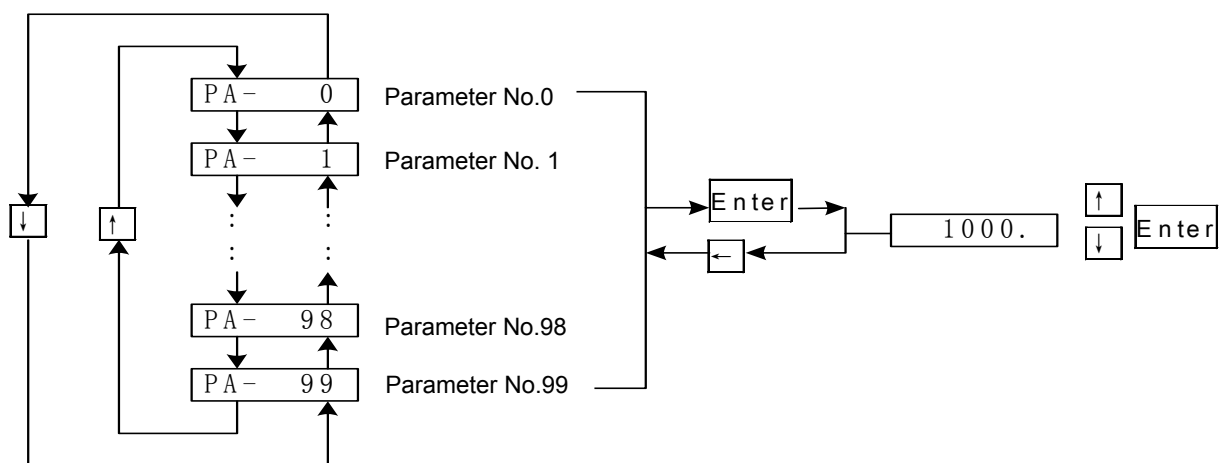 PA- 0 Parameter No.0
PA- 1 Parameter No. 1
↓ ↑ Enter 1000. ↑
← ↓ Enter
PA- 98 Parameter No.98
PA- 99 Parameter No.99